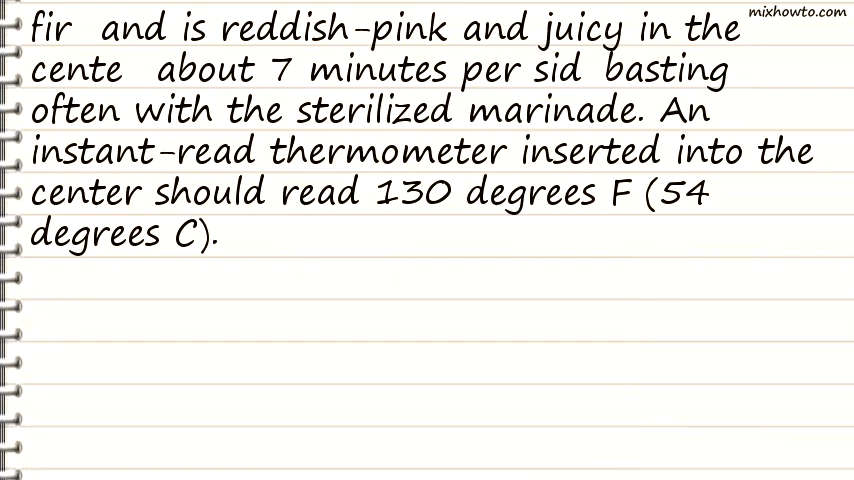 mixhowto.com
fir and is reddish-pink and juicy in the
cente about 7 minutes per sid basting
often with the sterilized marinade. An
instant-read thermometer inserted into the
center should read 130 degrees F (54
degrees C).